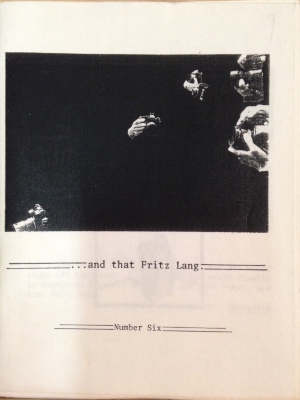 ...and that Fritz Lang.
Number Six